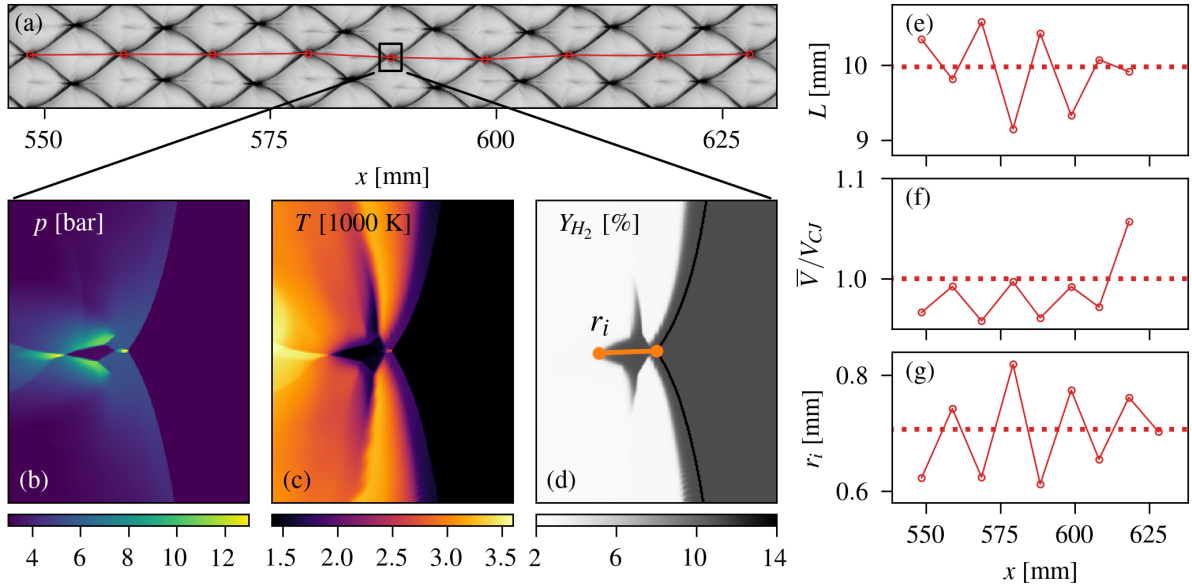 (a)
550 575 600 625
x [mm]
p [bar]
(b)
4 6 8 10 12
T [1000 K]
(c)
1.5 2.0 2.5 3.0 3.5
Y_{H_2} [%]
r_i
(d)
2 6 10 14
(e)
L [mm]
10
9
(f)
V̅/V_{CJ}
1.1
1.0
0.9
(g)
r_i [mm]
0.8
0.6
550 575 600 625
x [mm]